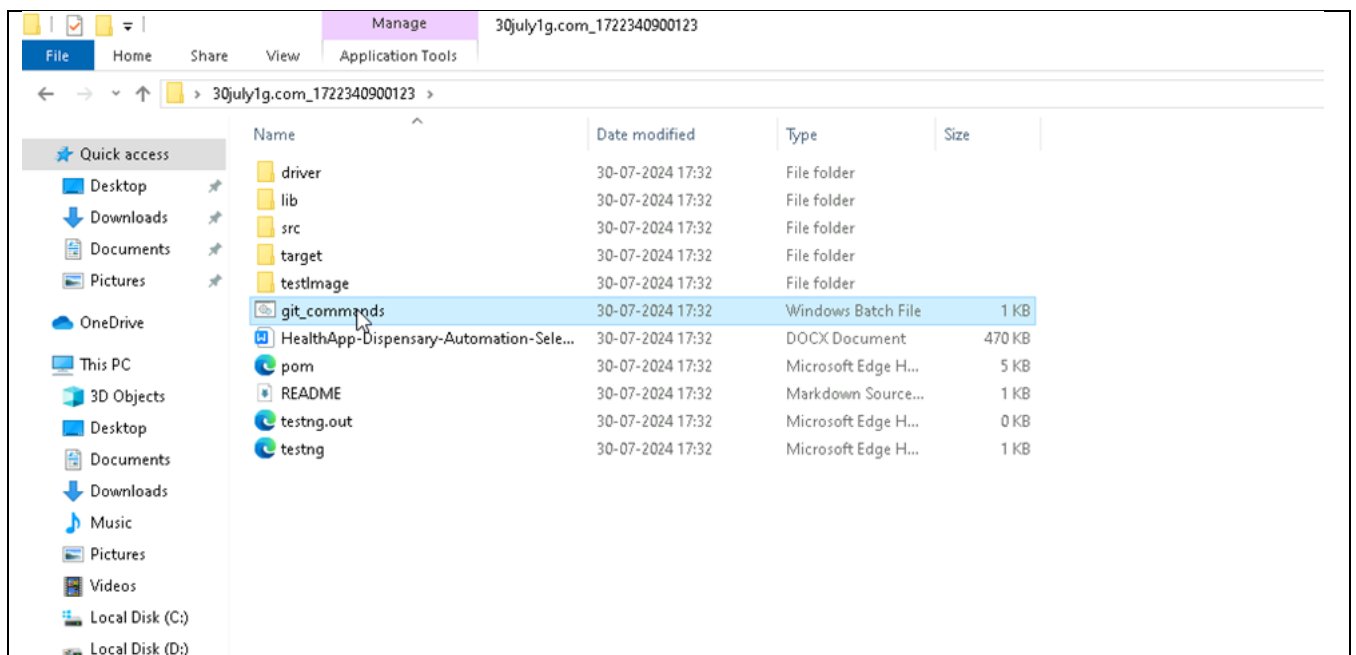 Manage 30july1g.com_1722340900123
File Home Share View Application Tools
30july1g.com_1722340900123
Name Date modified Type Size
Quick access
Desktop
Downloads
Documents
Pictures
OneDrive
This PC
3D Objects
Desktop
Documents
Downloads
Music
Pictures
Videos
Local Disk (C:)
Local Disk (D:)
driver 30-07-2024 17:32 File folder
lib 30-07-2024 17:32 File folder
src 30-07-2024 17:32 File folder
target 30-07-2024 17:32 File folder
testImage 30-07-2024 17:32 File folder
git_commands 30-07-2024 17:32 Windows Batch File 1 KB
HealthApp-Dispensary-Automation-Sele... 30-07-2024 17:32 DOCX Document 470 KB
pom 30-07-2024 17:32 Microsoft Edge H... 5 KB
README 30-07-2024 17:32 Markdown Source... 1 KB
testng.out 30-07-2024 17:32 Microsoft Edge H... 0 KB
testng 30-07-2024 17:32 Microsoft Edge H... 1 KB